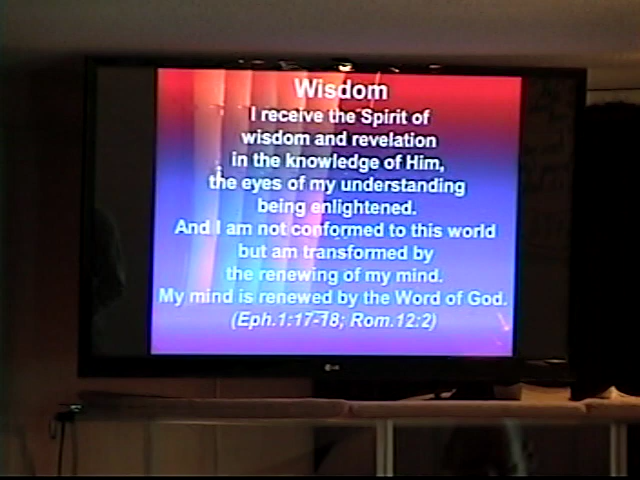 Wisdom
I receive the Spirit of
wisdom and revelation
in the knowledge of Him,
the eyes of my understanding
being enlightened.
And I am not conformed to this world
but am transformed by
the renewing of my mind.
My mind is renewed by the Word of God.
(Eph.1:17-18; Rom.12:2)
LG